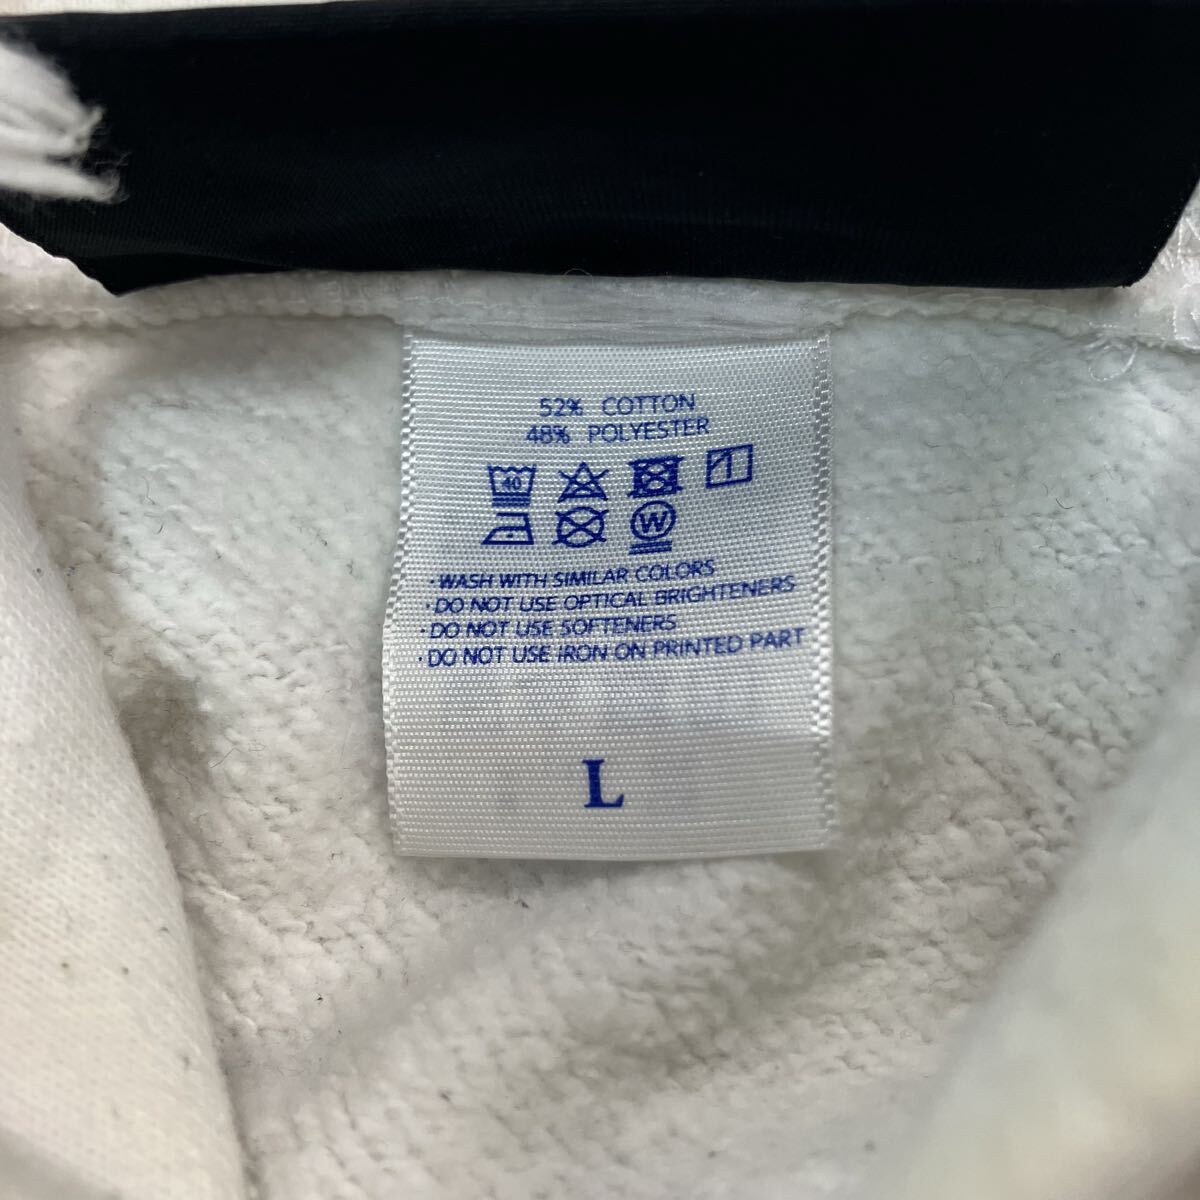 52% COTTON
48% POLYESTER
40
W
·WASH WITH SIMILAR COLORS
·DO NOT USE OPTICAL BRIGHTENERS
·DO NOT USE SOFTENERS
·DO NOT USE IRON ON PRINTED PART
L